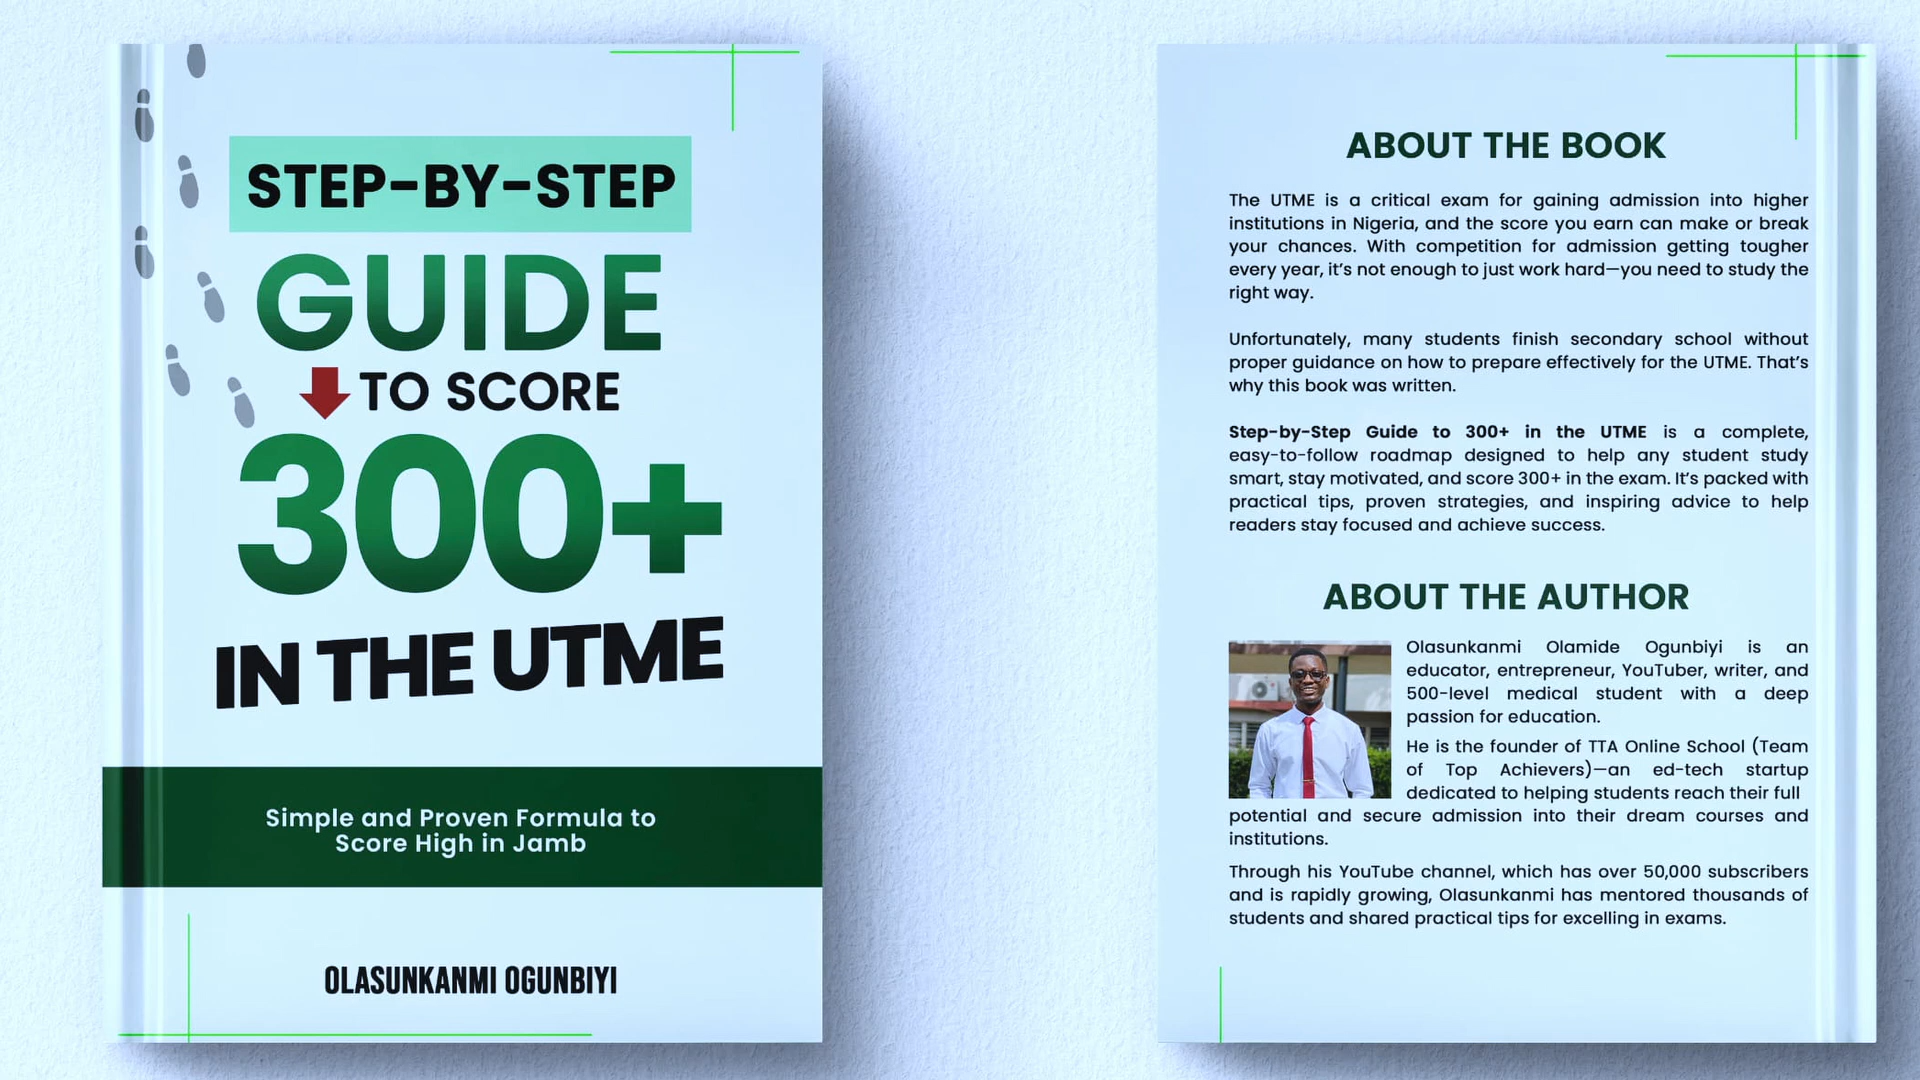 STEP-BY-STEP
GUIDE
TO SCORE
300+
IN THE UTME
Simple and Proven Formula to
Score High in Jamb
OLASUNKANMI OGUNBIYI
ABOUT THE BOOK
The UTME is a critical exam for gaining admission into higher
institutions in Nigeria, and the score you earn can make or break
your chances. With competition for admission getting tougher
every year, it’s not enough to just work hard—you need to study the
right way.
Unfortunately, many students finish secondary school without
proper guidance on how to prepare effectively for the UTME. That’s
why this book was written.
Step-by-Step Guide to 300+ in the UTME is a complete,
easy-to-follow roadmap designed to help any student study
smart, stay motivated, and score 300+ in the exam. It’s packed with
practical tips, proven strategies, and inspiring advice to help
readers stay focused and achieve success.
ABOUT THE AUTHOR
Olasunkanmi Olamide Ogunbiyi is an
educator, entrepreneur, YouTuber, writer, and
500-level medical student with a deep
passion for education.
He is the founder of TTA Online School (Team
of Top Achievers)—an ed-tech startup
dedicated to helping students reach their full
potential and secure admission into their dream courses and
institutions.
Through his YouTube channel, which has over 50,000 subscribers
and is rapidly growing, Olasunkanmi has mentored thousands of
students and shared practical tips for excelling in exams.